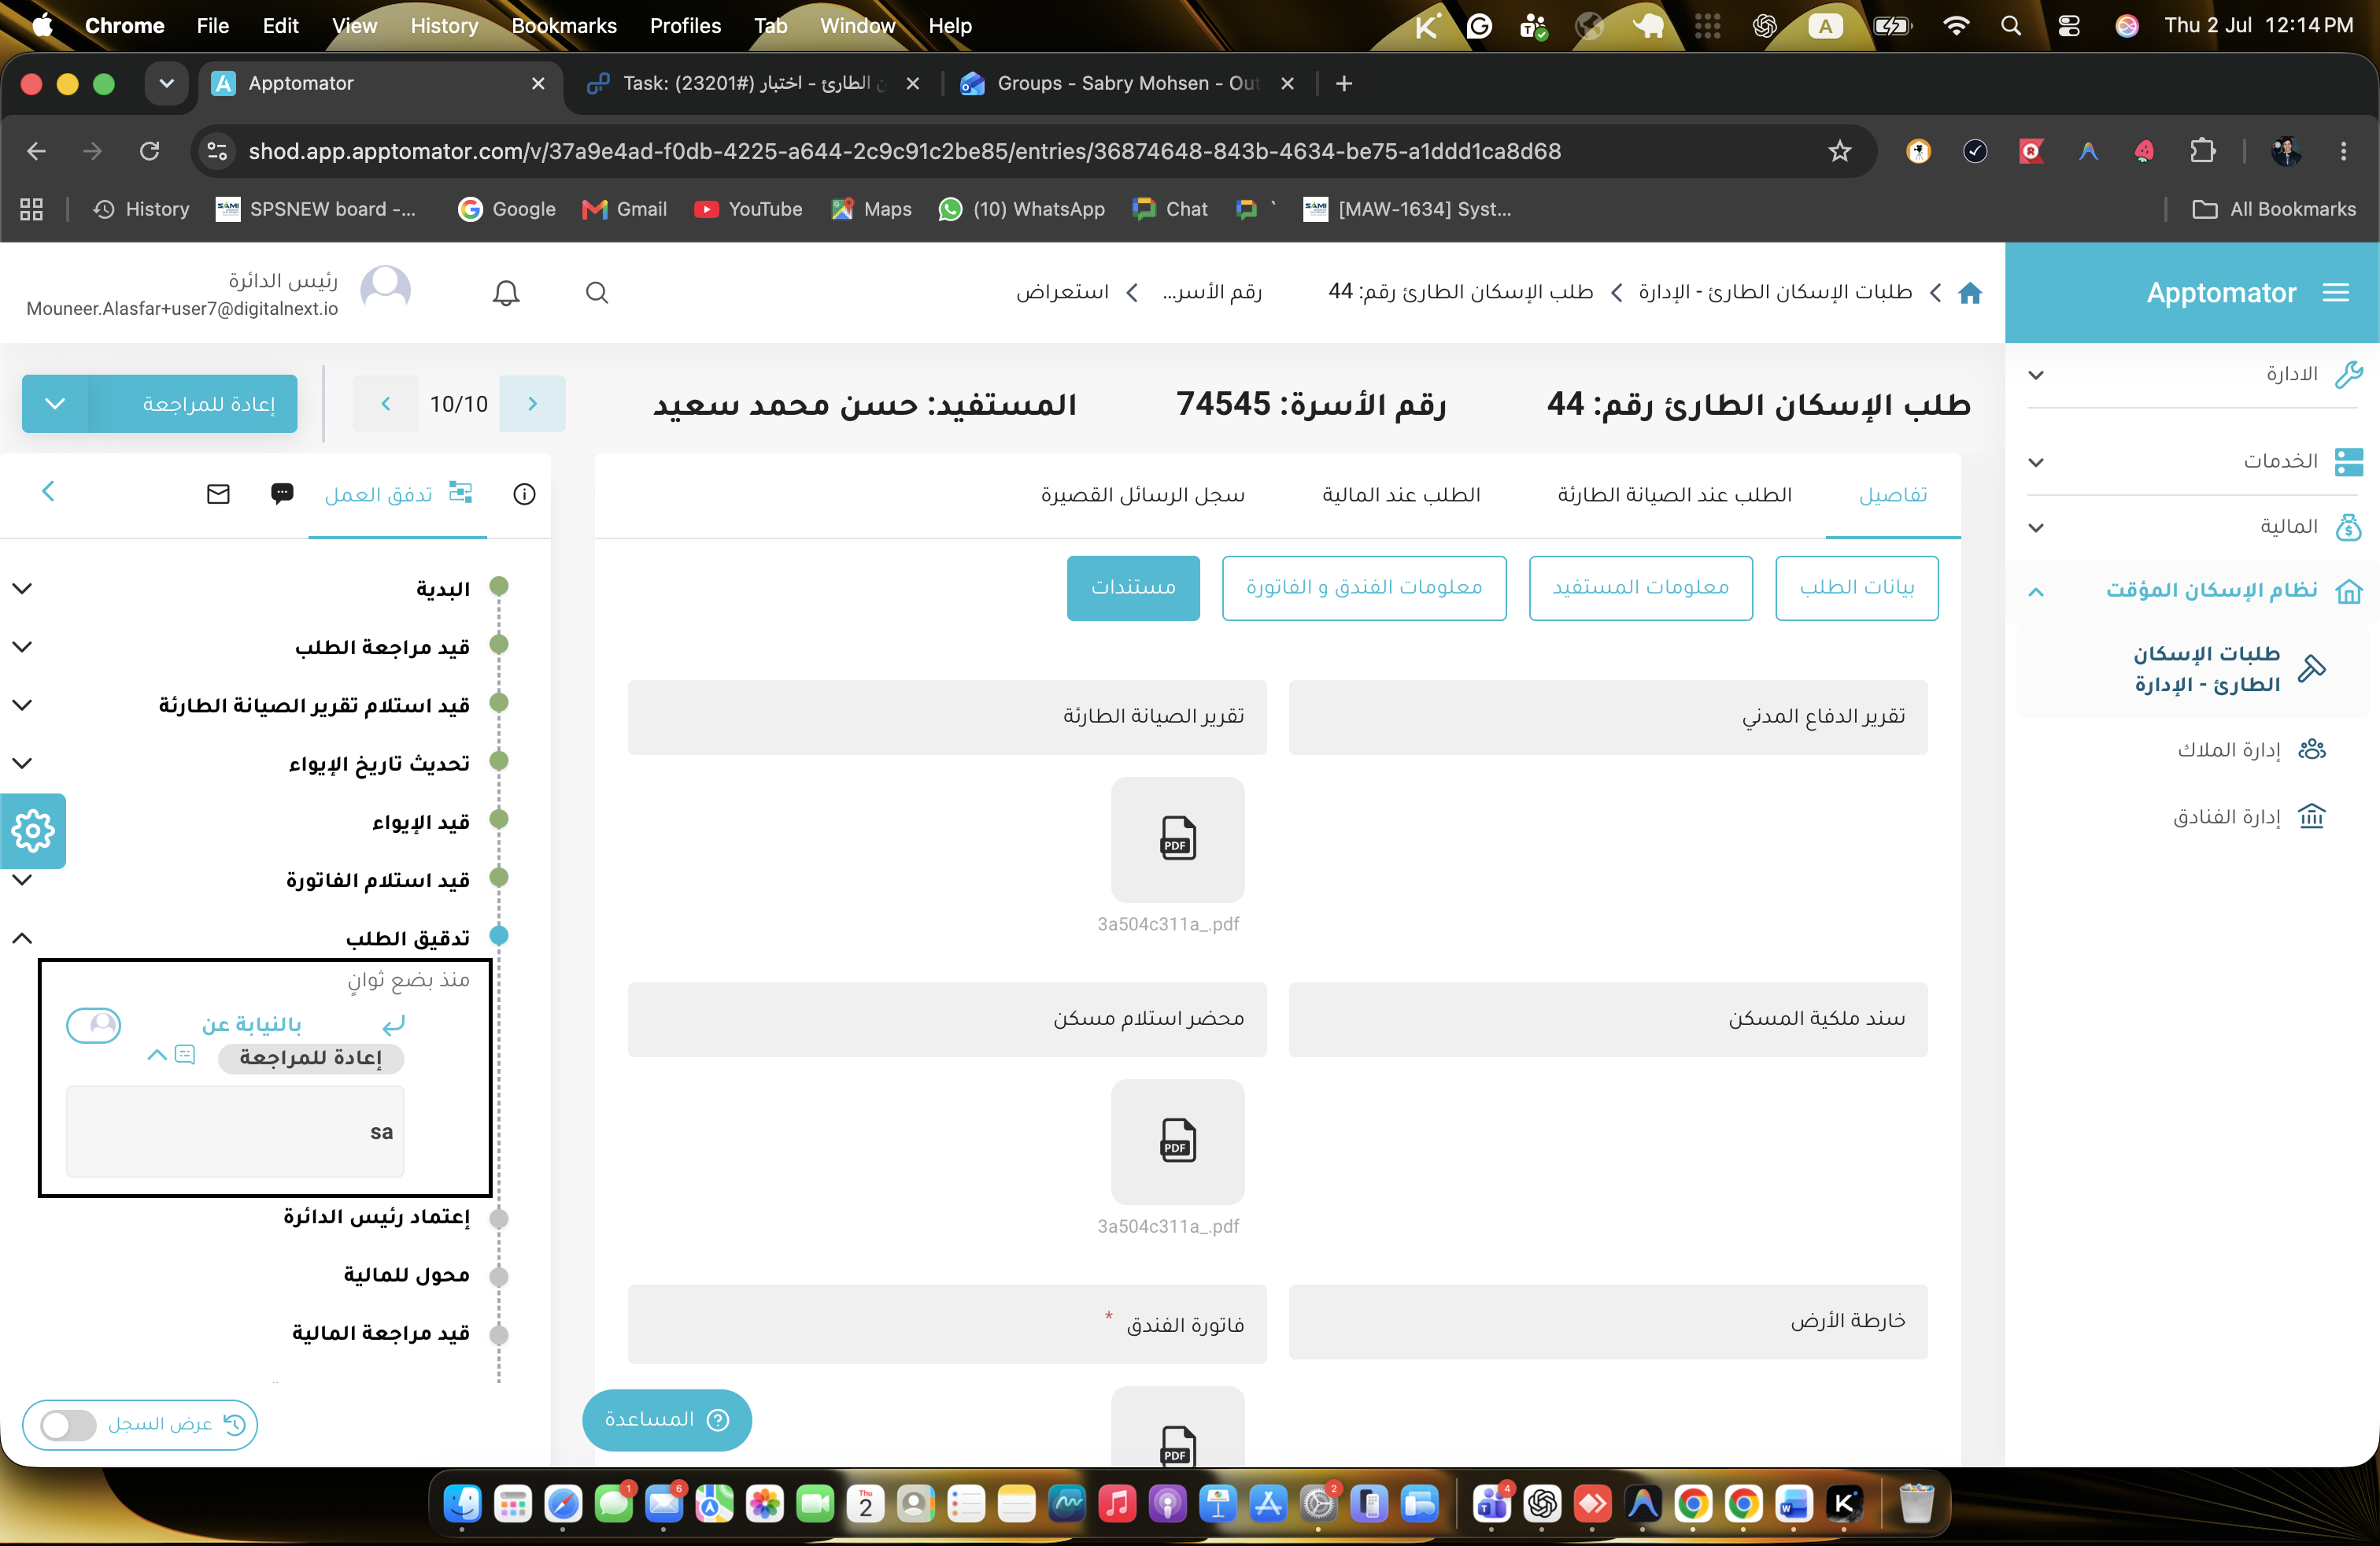 Chrome File Edit View History Bookmarks Profiles Tab Window Help
A Thu 2 Jul 12:14 PM
Apptomator
Task: (23201#) ن الطارئ - اختبار
Groups - Sabry Mohsen - Out
shod.app.apptomator.com/v/37a9e4ad-f0db-4225-a644-2c9c91c2be85/entries/36874648-843b-4634-be75-a1ddd1ca8d68
History
SPSNEW board -...
Google
Gmail
YouTube
Maps
(10) WhatsApp
Chat
`
[MAW-1634] Syst...
All Bookmarks
Apptomator
طلبات الإسكان الطارئ - الإدارة
طلب الإسكان الطارئ رقم: 44
رقم الأسر...
استعراض
رئيس الدائرة
Mouneer.Alasfar+user7@digitalnext.io
الادارة
الخدمات
المالية
نظام الإسكان المؤقت
طلبات الإسكان
الطارئ - الإدارة
إدارة الملاك
إدارة الفنادق
طلب الإسكان الطارئ رقم: 44
رقم الأسرة: 74545
المستفيد: حسن محمد سعيد
10/10
إعادة للمراجعة
تفاصيل
الطلب عند الصيانة الطارئة
الطلب عند المالية
سجل الرسائل القصيرة
بيانات الطلب
معلومات المستفيد
معلومات الفندق و الفاتورة
مستندات
تقرير الدفاع المدني
تقرير الصيانة الطارئة
PDF
3a504c311a_.pdf
سند ملكية المسكن
محضر استلام مسكن
PDF
3a504c311a_.pdf
خارطة الأرض
فاتورة الفندق *
PDF
المساعدة
تدفق العمل
البدية
قيد مراجعة الطلب
قيد استلام تقرير الصيانة الطارئة
تحديث تاريخ الإيواء
قيد الإيواء
قيد استلام الفاتورة
تدقيق الطلب
منذ بضع ثوانٍ
بالنيابة عن
إعادة للمراجعة
sa
إعتماد رئيس الدائرة
محول للمالية
قيد مراجعة المالية
عرض السجل
1
6
Thu
2
2
4